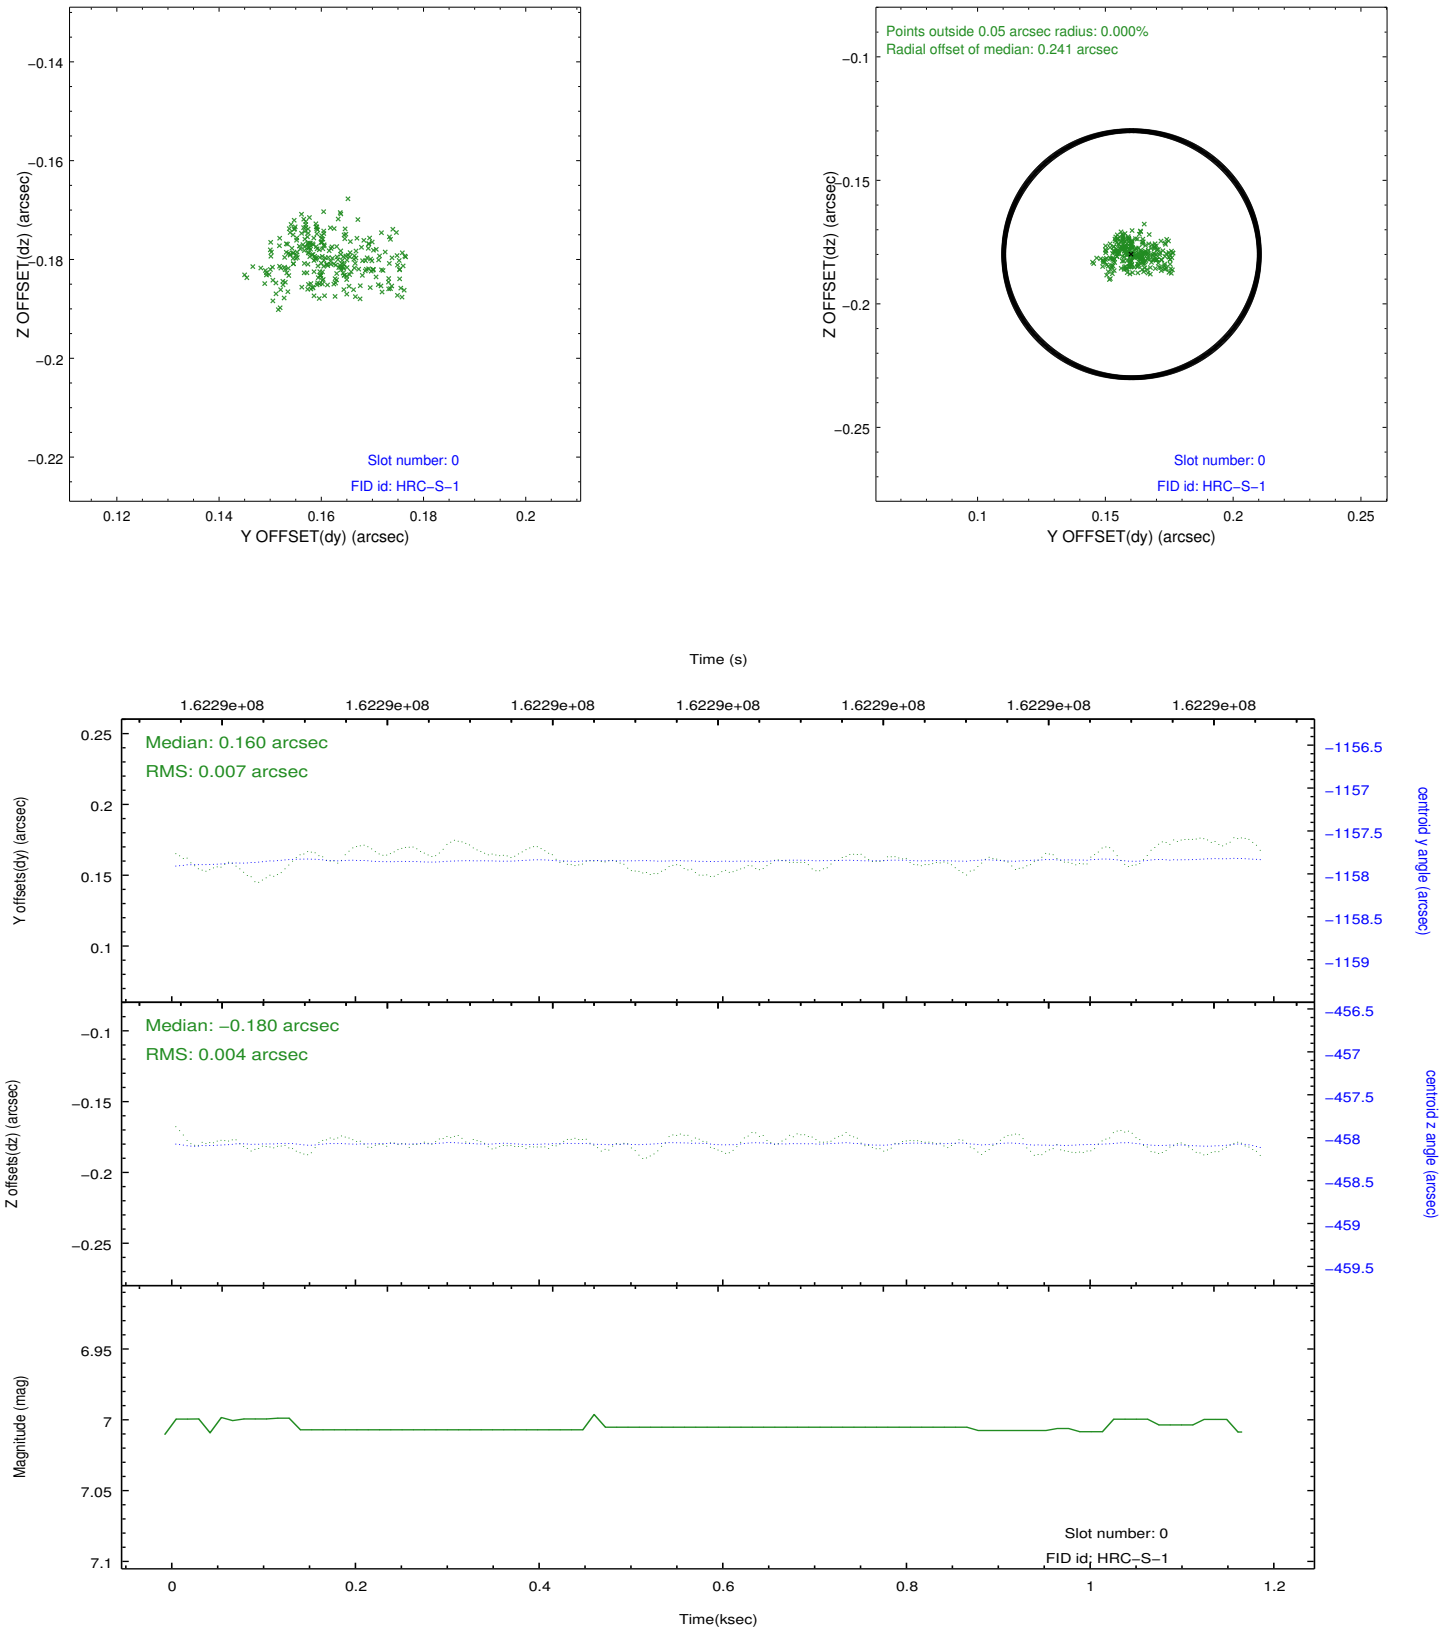 −0.14
−0.16
−0.18
−0.2
−0.22
Z OFFSET(dz) (arcsec)
0.12 0.14 0.16 0.18 0.2
Y OFFSET(dy) (arcsec)
Slot number: 0
FID id: HRC−S−1
Points outside 0.05 arcsec radius: 0.000%
Radial offset of median: 0.241 arcsec
−0.1
−0.15
−0.2
−0.25
Z OFFSET(dz) (arcsec)
0.1 0.15 0.2 0.25
Y OFFSET(dy) (arcsec)
Slot number: 0
FID id: HRC−S−1
Time (s)
1.6229e+08 1.6229e+08 1.6229e+08 1.6229e+08 1.6229e+08 1.6229e+08 1.6229e+08
Median: 0.160 arcsec
RMS: 0.007 arcsec
0.25
0.2
0.15
0.1
Y offsets(dy) (arcsec)
−1156.5
−1157
−1157.5
−1158
−1158.5
−1159
centroid y angle (arcsec)
Median: −0.180 arcsec
RMS: 0.004 arcsec
−0.1
−0.15
−0.2
−0.25
Z offsets(dz) (arcsec)
−456.5
−457
−457.5
−458
−458.5
−459
−459.5
centroid z angle (arcsec)
6.95
7
7.05
7.1
Magnitude (mag)
Slot number: 0
FID id: HRC−S−1
0 0.2 0.4 0.6 0.8 1 1.2
Time(ksec)